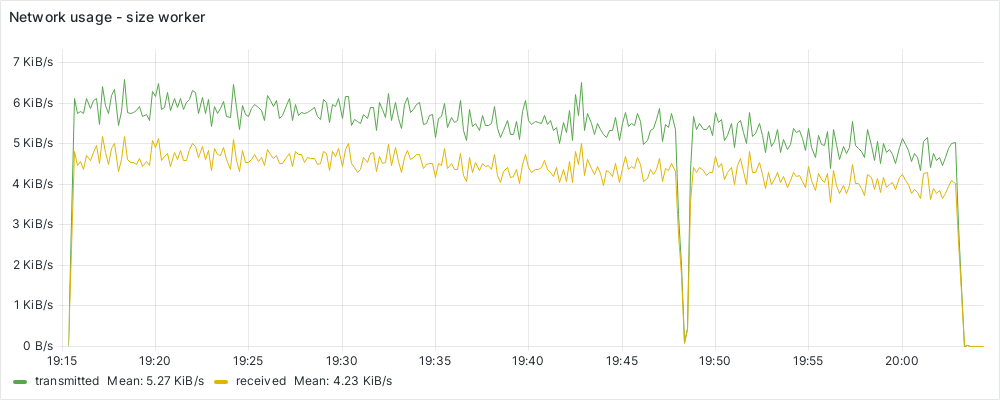 Network usage - size worker
7 KiB/s
6 KiB/s
5 KiB/s
4 KiB/s
3 KiB/s
2 KiB/s
1 KiB/s
0 B/s
19:15 19:20 19:25 19:30 19:35 19:40 19:45 19:50 19:55 20:00
transmitted Mean: 5.27 KiB/s received Mean: 4.23 KiB/s